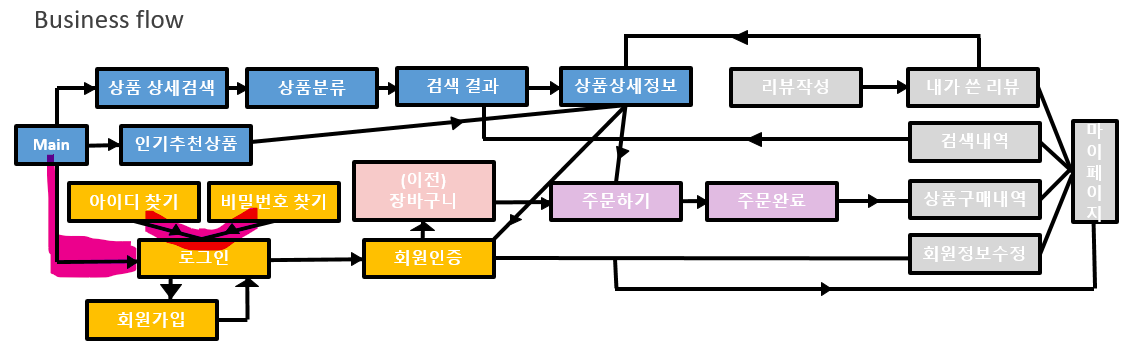 Business flow
상품 상세검색
상품분류
검색 결과
상품상세정보
리뷰작성
내가 쓴 리뷰
Main
인기추천상품
검색내역
마이페이지
아이디 찾기
비밀번호 찾기
(이전)
장바구니
주문하기
주문완료
상품구매내역
로그인
회원인증
회원정보수정
회원가입